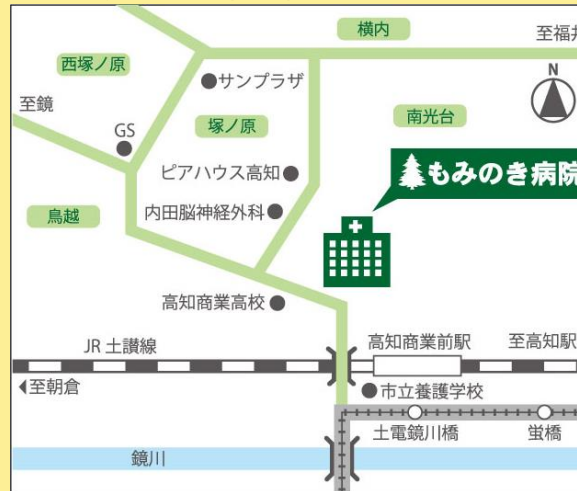 横内
至福井
西塚ノ原
サンプラザ
N
至鏡
南光台
GS
塚ノ原
もみのき病院
ピアハウス高知
鳥越
内田脳神経外科
高知商業高校
JR 土讃線
高知商業前駅
至高知駅
至朝倉
市立養護学校
土電鏡川橋
蛍橋
鏡川